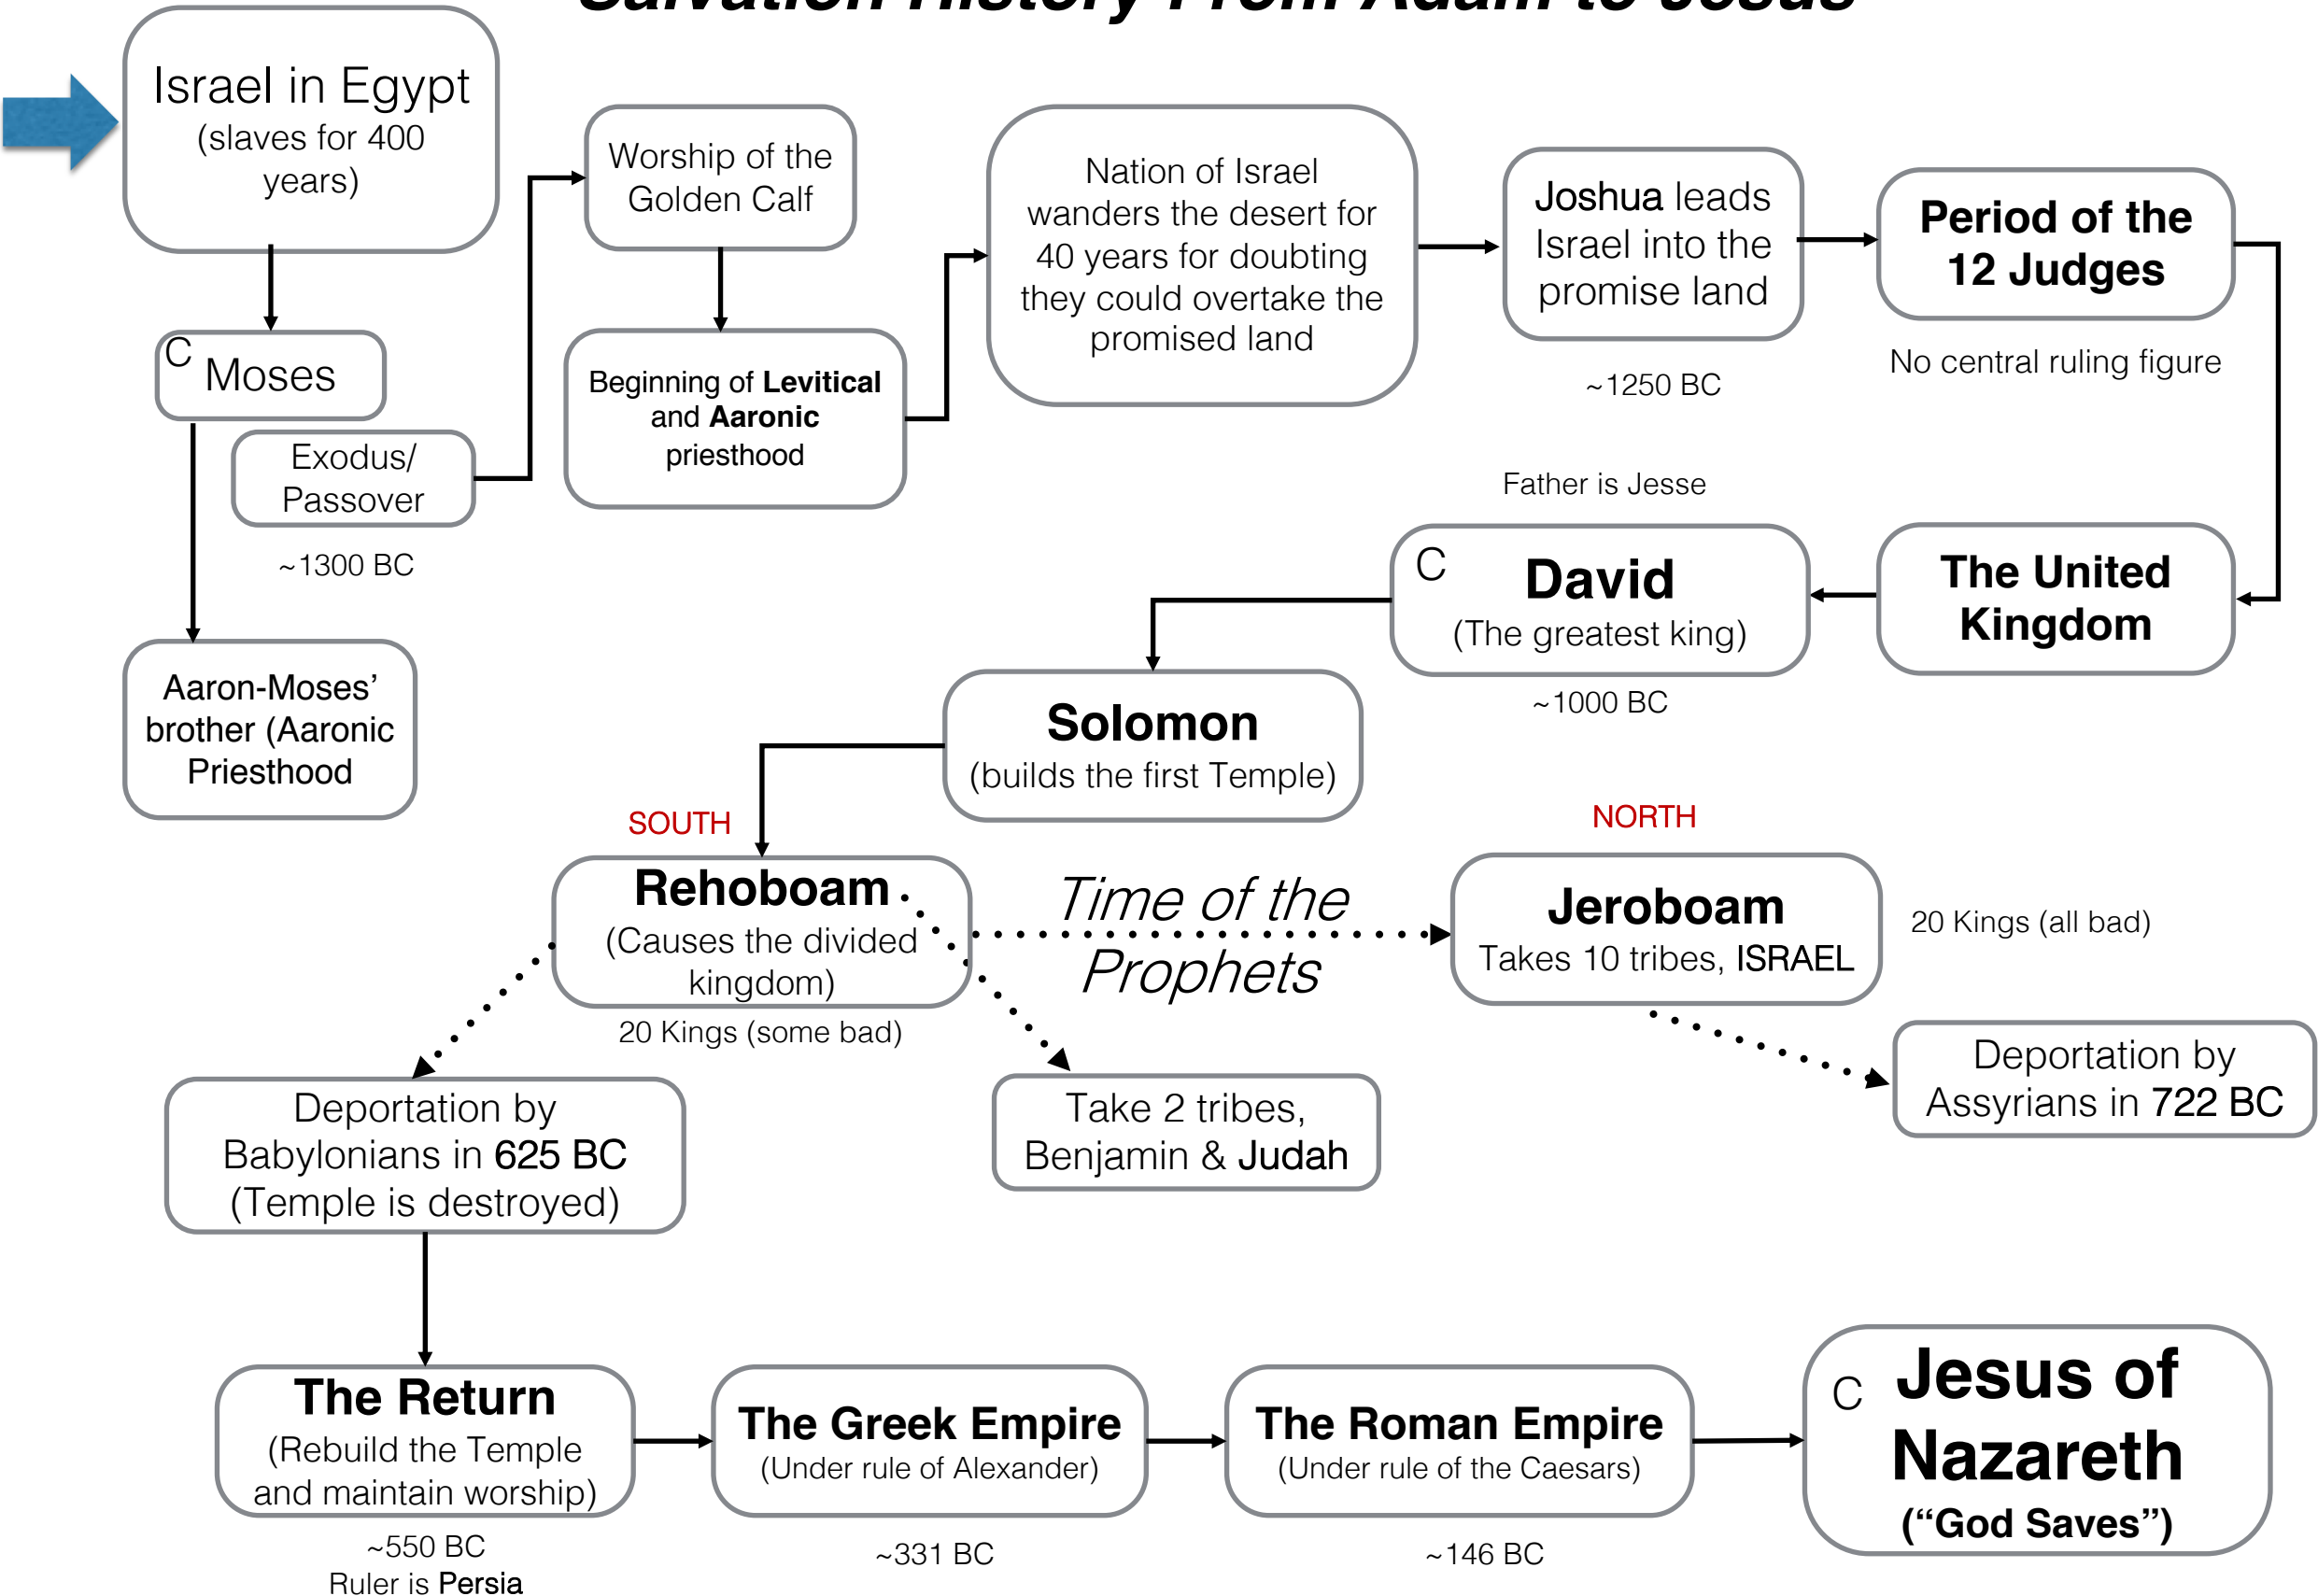 Salvation History From Adam to Jesus
Israel in Egypt
(slaves for 400
years)
C
Moses
Exodus/
Passover
~1300 BC
Aaron-Moses’
brother (Aaronic
Priesthood
Worship of the
Golden Calf
Beginning of Levitical
and Aaronic
priesthood
Nation of Israel
wanders the desert for
40 years for doubting
they could overtake the
promised land
Joshua leads
Israel into the
promise land
~1250 BC
Period of the
12 Judges
No central ruling figure
The United
Kingdom
Father is Jesse
C
David
(The greatest king)
~1000 BC
Solomon
(builds the first Temple)
SOUTH
Rehoboam
(Causes the divided
kingdom)
20 Kings (some bad)
Time of the
Prophets
NORTH
Jeroboam
Takes 10 tribes, ISRAEL
20 Kings (all bad)
Deportation by
Assyrians in 722 BC
Take 2 tribes,
Benjamin & Judah
Deportation by
Babylonians in 625 BC
(Temple is destroyed)
The Return
(Rebuild the Temple
and maintain worship)
~550 BC
Ruler is Persia
The Greek Empire
(Under rule of Alexander)
~331 BC
The Roman Empire
(Under rule of the Caesars)
~146 BC
C
Jesus of
Nazareth
(“God Saves”)